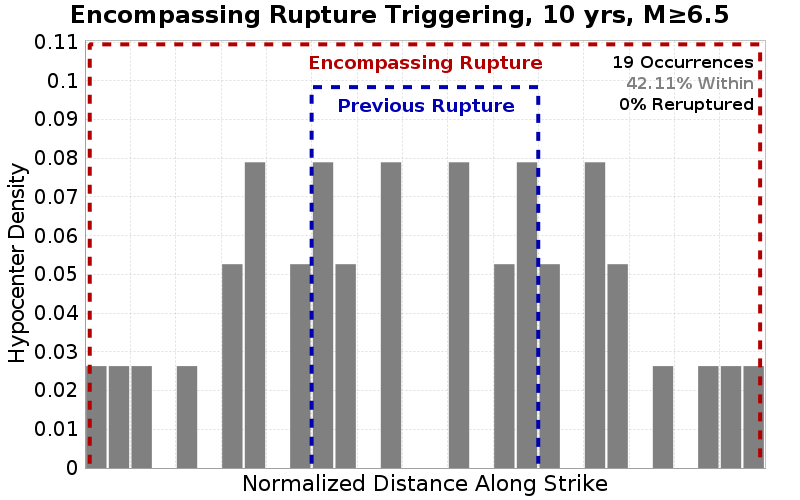 Encompassing Rupture Triggering, 10 yrs, M≥6.5
0.11
0.1
0.09
0.08
0.07
0.06
0.05
0.04
0.03
0.02
0.01
0
Hypocenter Density
Encompassing Rupture
Previous Rupture
19 Occurrences
42.11% Within
0% Reruptured
Normalized Distance Along Strike